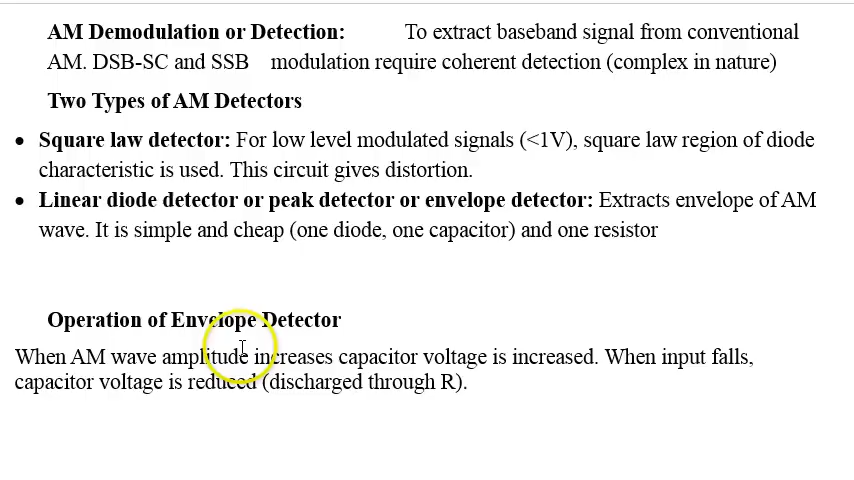 AM Demodulation or Detection: To extract baseband signal from conventional
AM. DSB-SC and SSB modulation require coherent detection (complex in nature)
Two Types of AM Detectors
• Square law detector: For low level modulated signals (<1V), square law region of diode
characteristic is used. This circuit gives distortion.
• Linear diode detector or peak detector or envelope detector: Extracts envelope of AM
wave. It is simple and cheap (one diode, one capacitor) and one resistor
Operation of Envelope Detector
When AM wave amplitude increases capacitor voltage is increased. When input falls,
capacitor voltage is reduced (discharged through R).